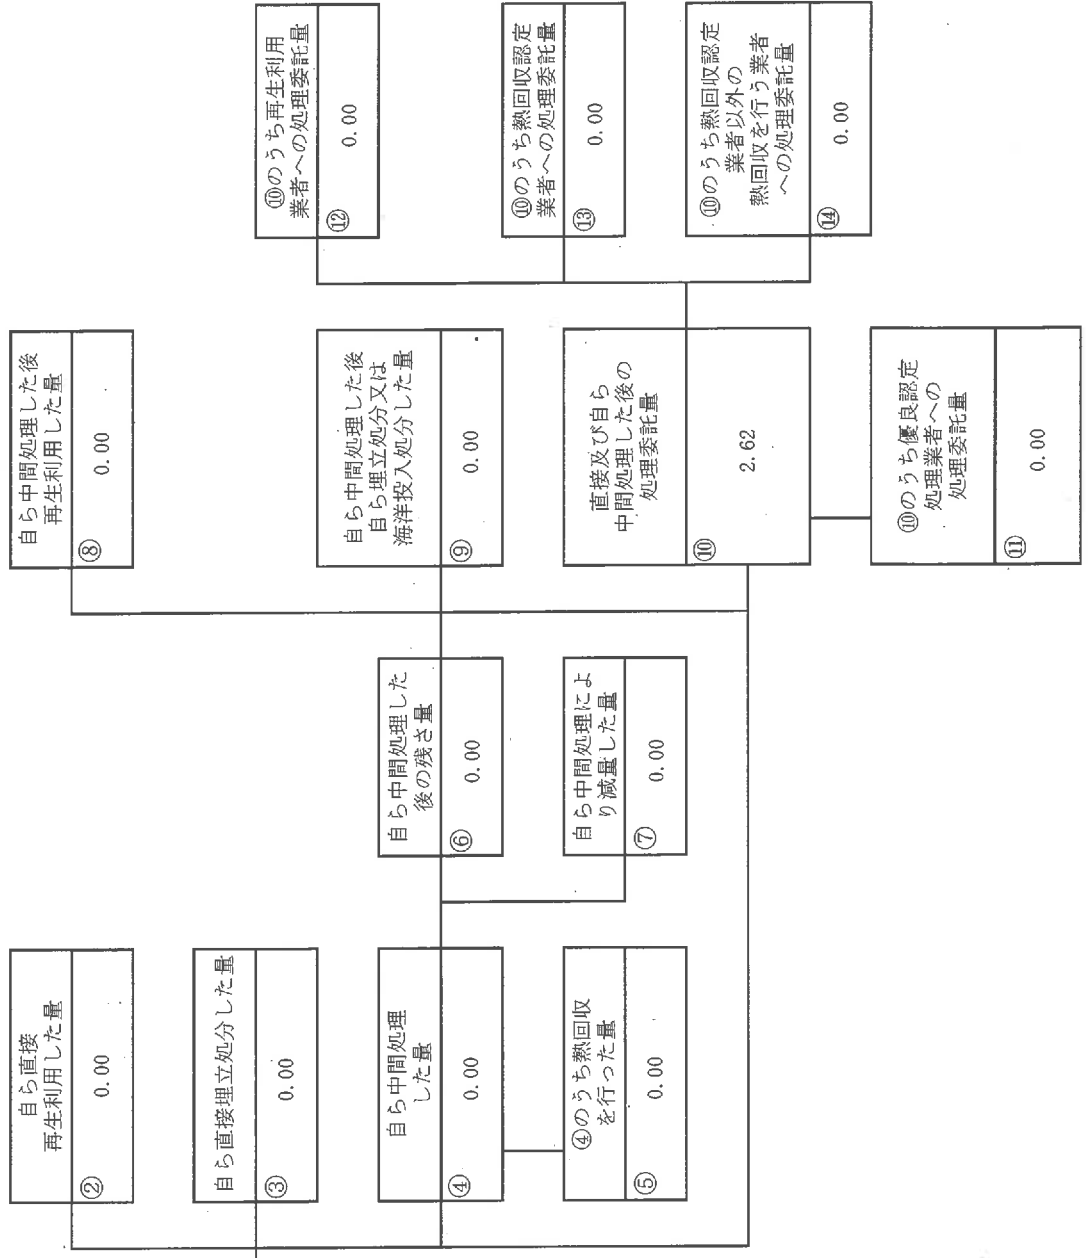 自ら直接
再生利用した量
②
0.00
自ら直接埋立処分した量
③
0.00
自ら中間処理
した量
④
0.00
④のうち熱回収
を行った量
⑤
0.00
自ら中間処理した
後の残さ量
⑥
0.00
自ら中間処理によ
り減量した量
⑦
0.00
自ら中間処理した後
再生利用した量
⑧
0.00
自ら中間処理した後
自ら埋立処分又は
海洋投入処分した量
⑨
0.00
直接及び自ら
中間処理した後の
処理委託量
⑩
2.62
⑩のうち優良認定
処理業者への
処理委託量
⑪
0.00
⑩のうち再生利用
業者への処理委託量
⑫
0.00
⑩のうち熱回収認定
業者への処理委託量
⑬
0.00
⑩のうち熱回収認定
業者以外の
熱回収を行う業者
への処理委託量
⑭
0.00